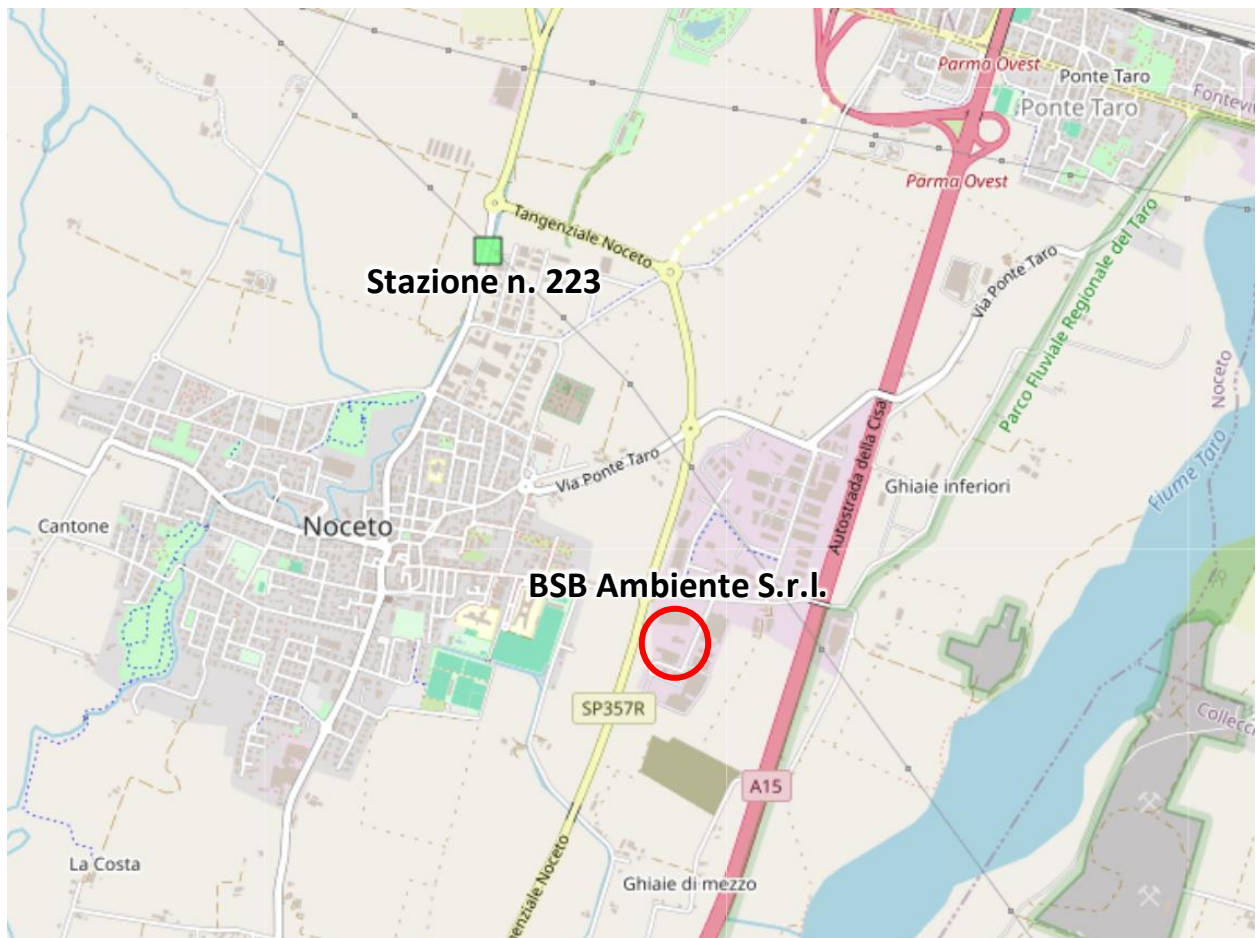 Parma Ovest
Ponte Taro
Ponte Taro
Fontevi
Parma Ovest
Tangenziale Noceto
Stazione n. 223
Via Ponte Taro
Parco Fluviale Regionale del Taro
Noceto
Autostrada della Cisa
Via Ponte Taro
Ghiaie inferiori
Fiume Taro
Cantone
Noceto
BSB Ambiente S.r.l.
SP357R
Collecc
A15
La Costa
Ghiaie di mezzo
genziale Noceto